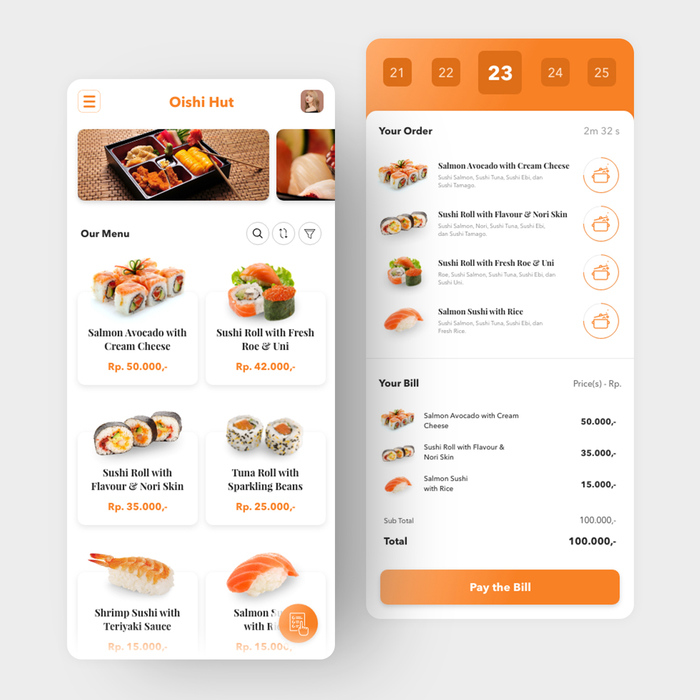 Oishi Hut
Our Menu
Salmon Avocado with
Cream Cheese
Rp. 50.000,-
Sushi Roll with Fresh
Roe & Uni
Rp. 42.000,-
Sushi Roll with
Flavour & Nori Skin
Rp. 35.000,-
Tuna Roll with
Sparkling Beans
Rp. 25.000,-
Shrimp Sushi with
Teriyaki Sauce
Rp. 15.000,-
Salmon
with
Rp. 15.000,-
21 22 23 24 25
Your Order 2m 32 s
Salmon Avocado with Cream Cheese
Sushi Salmon, Sushi Tuna, Sushi Ebi, dan
Sushi Tamago.
Sushi Roll with Flavour & Nori Skin
Sushi Salmon, Nori, Sushi Tuna, Sushi Ebi,
dan Sushi Tamago.
Sushi Roll with Fresh Roe & Uni
Roe, Sushi Salmon, Sushi Tuna, Sushi Ebi, dan
Sushi Uni.
Salmon Sushi with Rice
Sushi Salmon, Sushi Tuna, Sushi Ebi, dan
Fresh Rice.
Your Bill Price(s) - Rp.
Salmon Avocado with Cream
Cheese
50.000,-
Sushi Roll with Flavour &
Nori Skin
35.000,-
Salmon Sushi
with Rice
15.000,-
Sub Total 100.000,-
Total 100.000,-
Pay the Bill